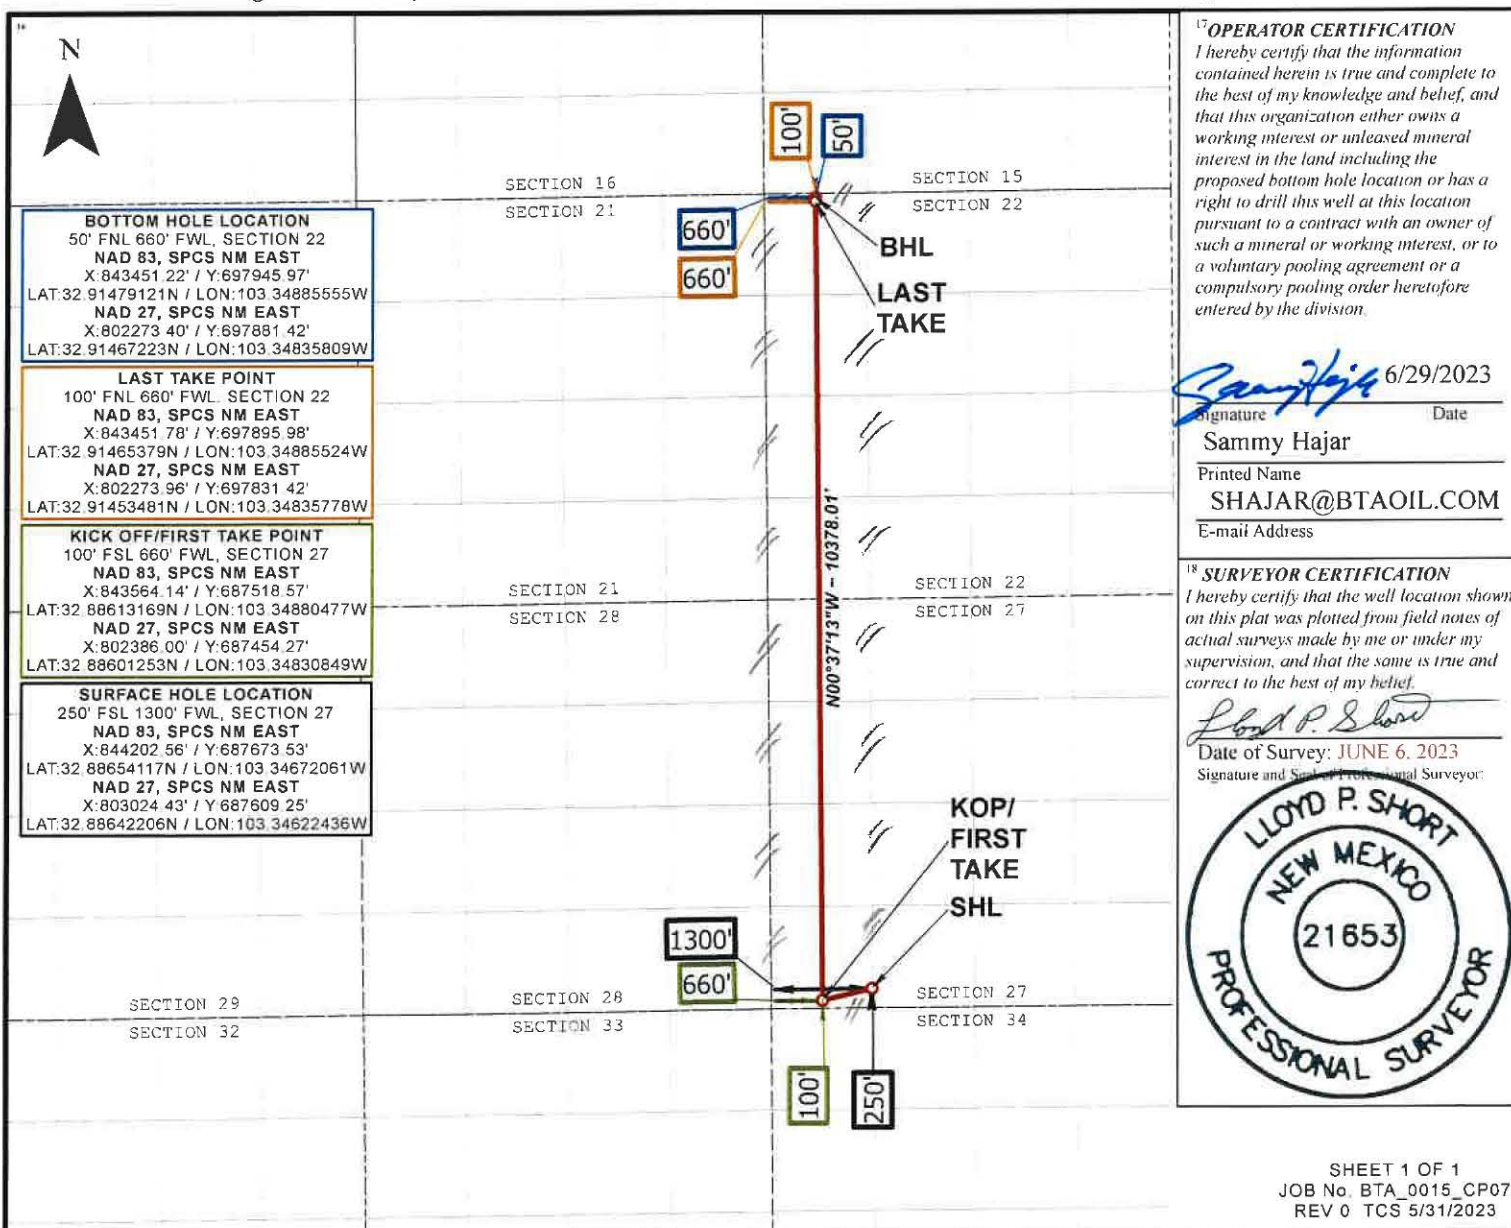 16
N
100'
50'
SECTION 16
SECTION 15
SECTION 21
SECTION 22
660'
660'
BHL
LAST
TAKE
BOTTOM HOLE LOCATION
50' FNL 660' FWL, SECTION 22
NAD 83, SPCS NM EAST
X:843451.22' / Y:697945.97'
LAT:32.91479121N / LON:103.34885555W
NAD 27, SPCS NM EAST
X:802273.40' / Y:697881.42'
LAT:32.91467223N / LON:103.34835809W
LAST TAKE POINT
100' FNL 660' FWL. SECTION 22
NAD 83, SPCS NM EAST
X:843451.78' / Y:697895.98'
LAT:32.91465379N / LON:103.34885524W
NAD 27, SPCS NM EAST
X:802273.96' / Y:697831.42'
LAT:32.91453481N / LON:103.34835778W
KICK OFF/FIRST TAKE POINT
100' FSL 660' FWL, SECTION 27
NAD 83, SPCS NM EAST
X:843564.14' / Y:687518.57'
LAT:32.88613169N / LON:103.34880477W
NAD 27, SPCS NM EAST
X:802386.00' / Y:687454.27'
LAT:32.88601253N / LON:103.34830849W
SURFACE HOLE LOCATION
250' FSL 1300' FWL, SECTION 27
NAD 83, SPCS NM EAST
X:844202.56' / Y:687673.53'
LAT:32.88654117N / LON:103.34672061W
NAD 27, SPCS NM EAST
X:803024.43' / Y:687609.25'
LAT:32.88642206N / LON:103.34622436W
N00°37'13"W - 10378.01'
SECTION 21
SECTION 22
SECTION 28
SECTION 27
KOP/
FIRST
TAKE
SHL
1300'
660'
SECTION 29
SECTION 28
SECTION 27
SECTION 32
SECTION 33
SECTION 34
100'
250'
17 OPERATOR CERTIFICATION
I hereby certify that the information
contained herein is true and complete to
the best of my knowledge and belief, and
that this organization either owns a
working interest or unleased mineral
interest in the land including the
proposed bottom hole location or has a
right to drill this well at this location
pursuant to a contract with an owner of
such a mineral or working interest, or to
a voluntary pooling agreement or a
compulsory pooling order heretofore
entered by the division.
6/29/2023
Signature Date
Sammy Hajar
Printed Name
SHAJAR@BTAOIL.COM
E-mail Address
18 SURVEYOR CERTIFICATION
I hereby certify that the well location shown
on this plat was plotted from field notes of
actual surveys made by me or under my
supervision, and that the same is true and
correct to the best of my belief.
Lloyd P. Short
Date of Survey: JUNE 6, 2023
Signature and Seal of Professional Surveyor:
LLOYD P. SHORT
NEW MEXICO
21653
PROFESSIONAL SURVEYOR
SHEET 1 OF 1
JOB No. BTA_0015_CP07
REV 0 TCS 5/31/2023